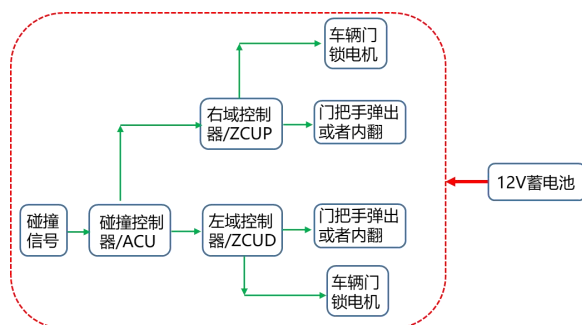 车辆门
锁电机
右域控制
器/ZCUP
门把手弹出
或者内翻
12V蓄电池
碰撞
信号
碰撞控制
器/ACU
左域控制
器/ZCUD
门把手弹出
或者内翻
车辆门
锁电机